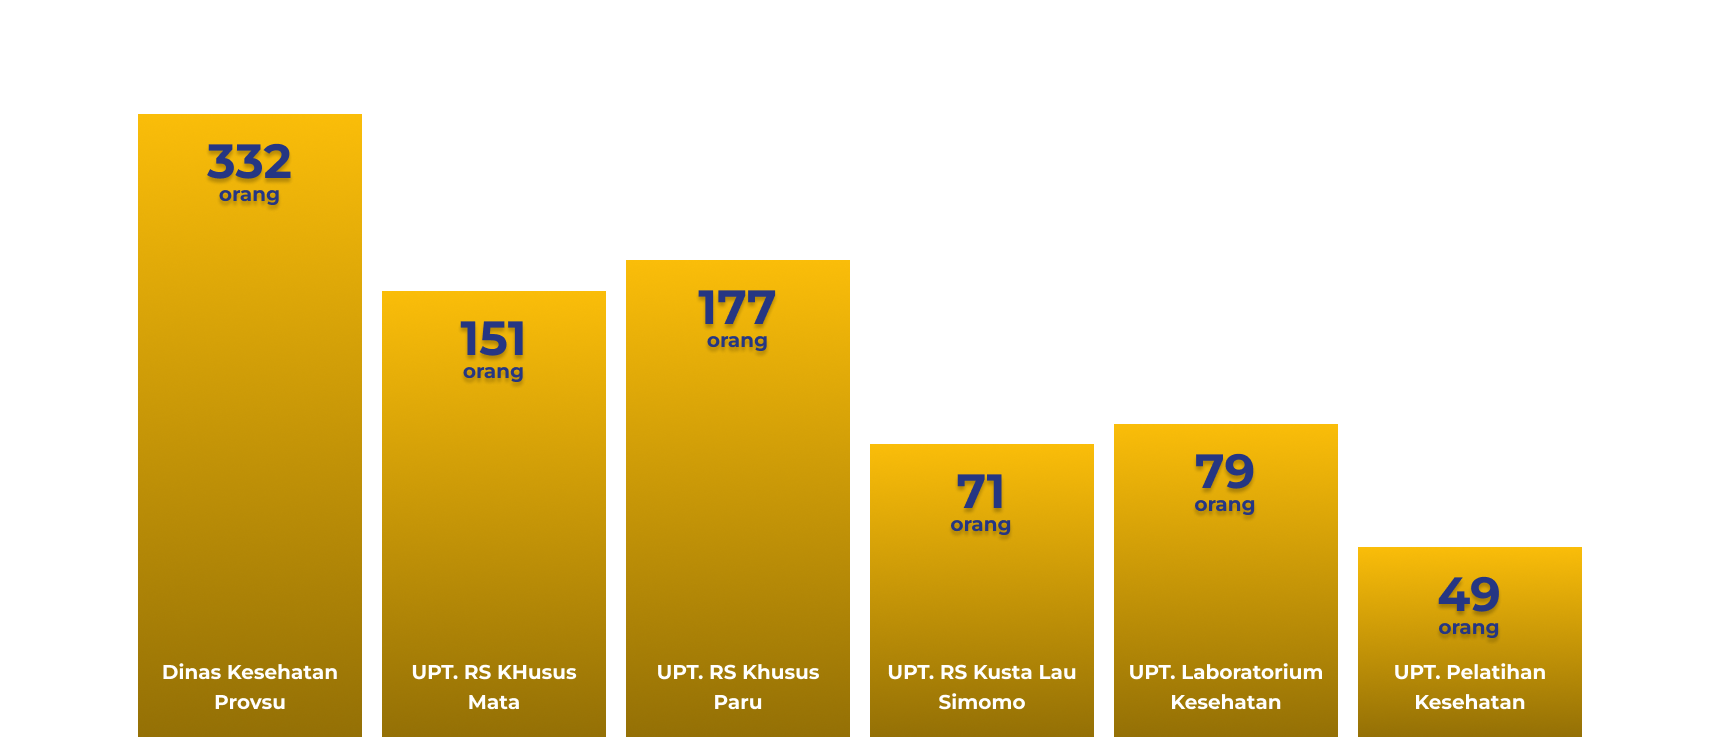 332
orang
Dinas Kesehatan
Provsu
151
orang
UPT. RS KHusus
Mata
177
orang
UPT. RS Khusus
Paru
71
orang
UPT. RS Kusta Lau
Simomo
79
orang
UPT. Laboratorium
Kesehatan
49
orang
UPT. Pelatihan
Kesehatan